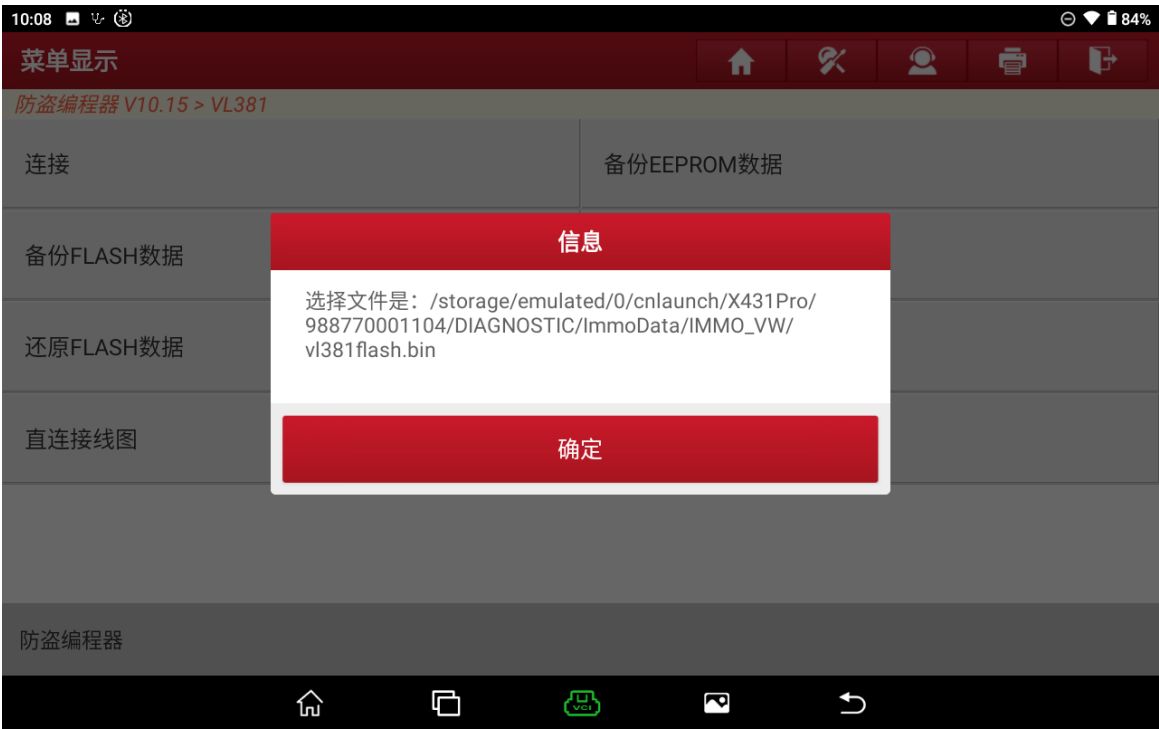 10:08
84%
菜单显示
防盗编程器 V10.15 > VL381
连接
备份EEPROM数据
备份FLASH数据
还原FLASH数据
直连接线图
信息
选择文件是：/storage/emulated/0/cnlaunch/X431Pro/
988770001104/DIAGNOSTIC/ImmoData/IMMO_VW/
vl381flash.bin
确定
防盗编程器
VCI